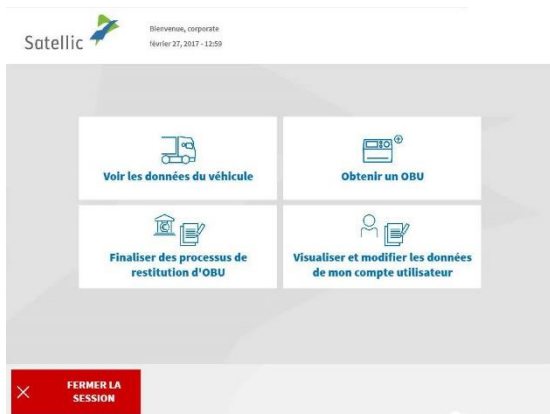 Satellic
Bienvenue, corporate
février 27, 2017 - 12:59
Voir les données du véhicule
Obtenir un OBU
Finaliser des processus de
restitution d'OBU
Visualiser et modifier les données
de mon compte utilisateur
FERMER LA
SESSION